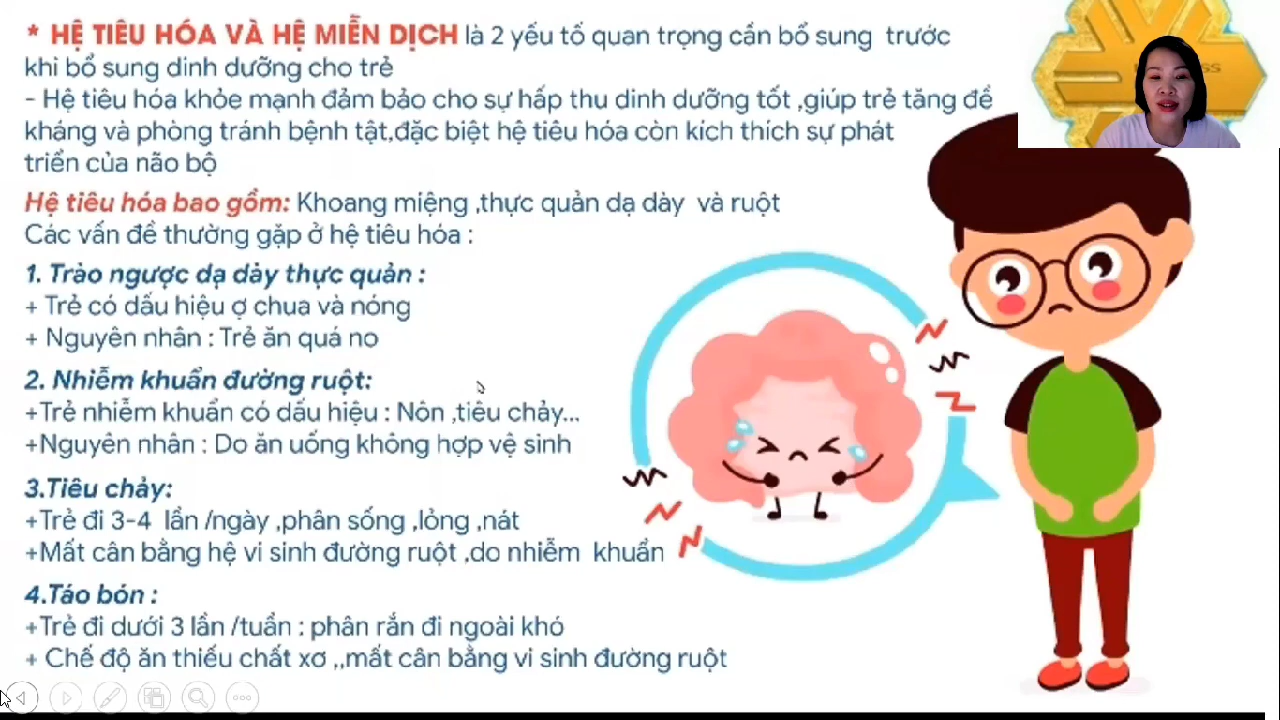 * HỆ TIÊU HÓA VÀ HỆ MIỄN DỊCH là 2 yếu tố quan trọng cần bổ sung trước
khi bổ sung dinh dưỡng cho trẻ
- Hệ tiêu hóa khỏe mạnh đảm bảo cho sự hấp thu dinh dưỡng tốt ,giúp trẻ tăng đề
kháng và phòng tránh bệnh tật,đặc biệt hệ tiêu hóa còn kích thích sự phát
triển của não bộ
Hệ tiêu hóa bao gồm: Khoang miệng ,thực quản dạ dày và ruột
Các vấn đề thường gặp ở hệ tiêu hóa :
1. Trào ngược dạ dày thực quản :
+ Trẻ có dấu hiệu ợ chua và nóng
+ Nguyên nhân : Trẻ ăn quá no
2. Nhiễm khuẩn đường ruột:
+Trẻ nhiễm khuẩn có dấu hiệu : Nôn ,tiêu chảy...
+Nguyên nhân : Do ăn uống không hợp vệ sinh
3.Tiêu chảy:
+Trẻ đi 3-4 lần /ngày ,phân sống ,lỏng ,nát
+Mất cân bằng hệ vi sinh đường ruột ,do nhiễm khuẩn
4.Táo bón :
+Trẻ đi dưới 3 lần /tuần : phân rắn đi ngoài khó
+ Chế độ ăn thiếu chất xơ ,,mất cân bằng vi sinh đường ruột